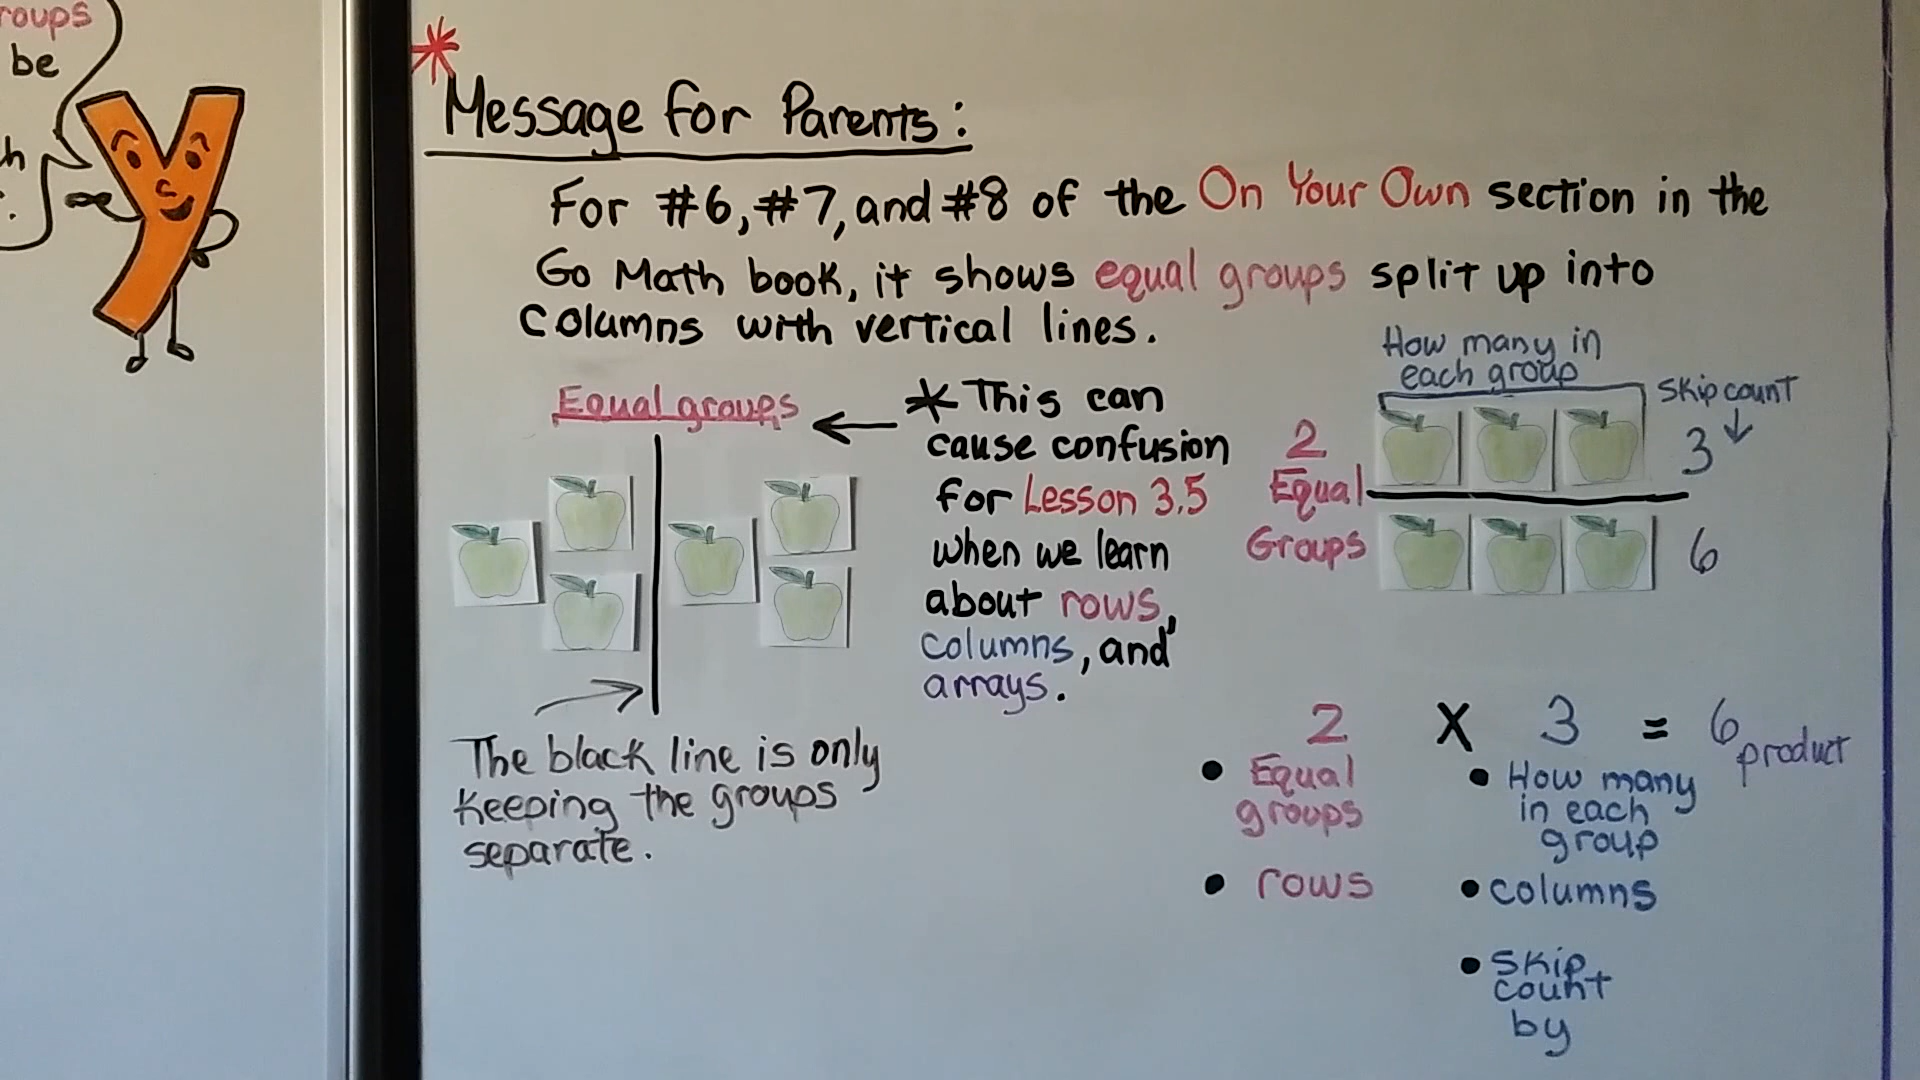 roups
be
h
.
Message for Parents:
For #6, #7, and #8 of the On Your Own section in the
Go Math book, it shows equal groups split up into
columns with vertical lines.
Equal groups
* This can
cause confusion
for Lesson 3.5
when we learn
about rows,
columns, and
arrays.
The black line is only
keeping the groups
separate.
How many in
each group
skip count
2
Equal
Groups
3
6
2 X 3 = 6 product
• Equal
groups
• rows
• How many
in each
group
• columns
• skip
count
by